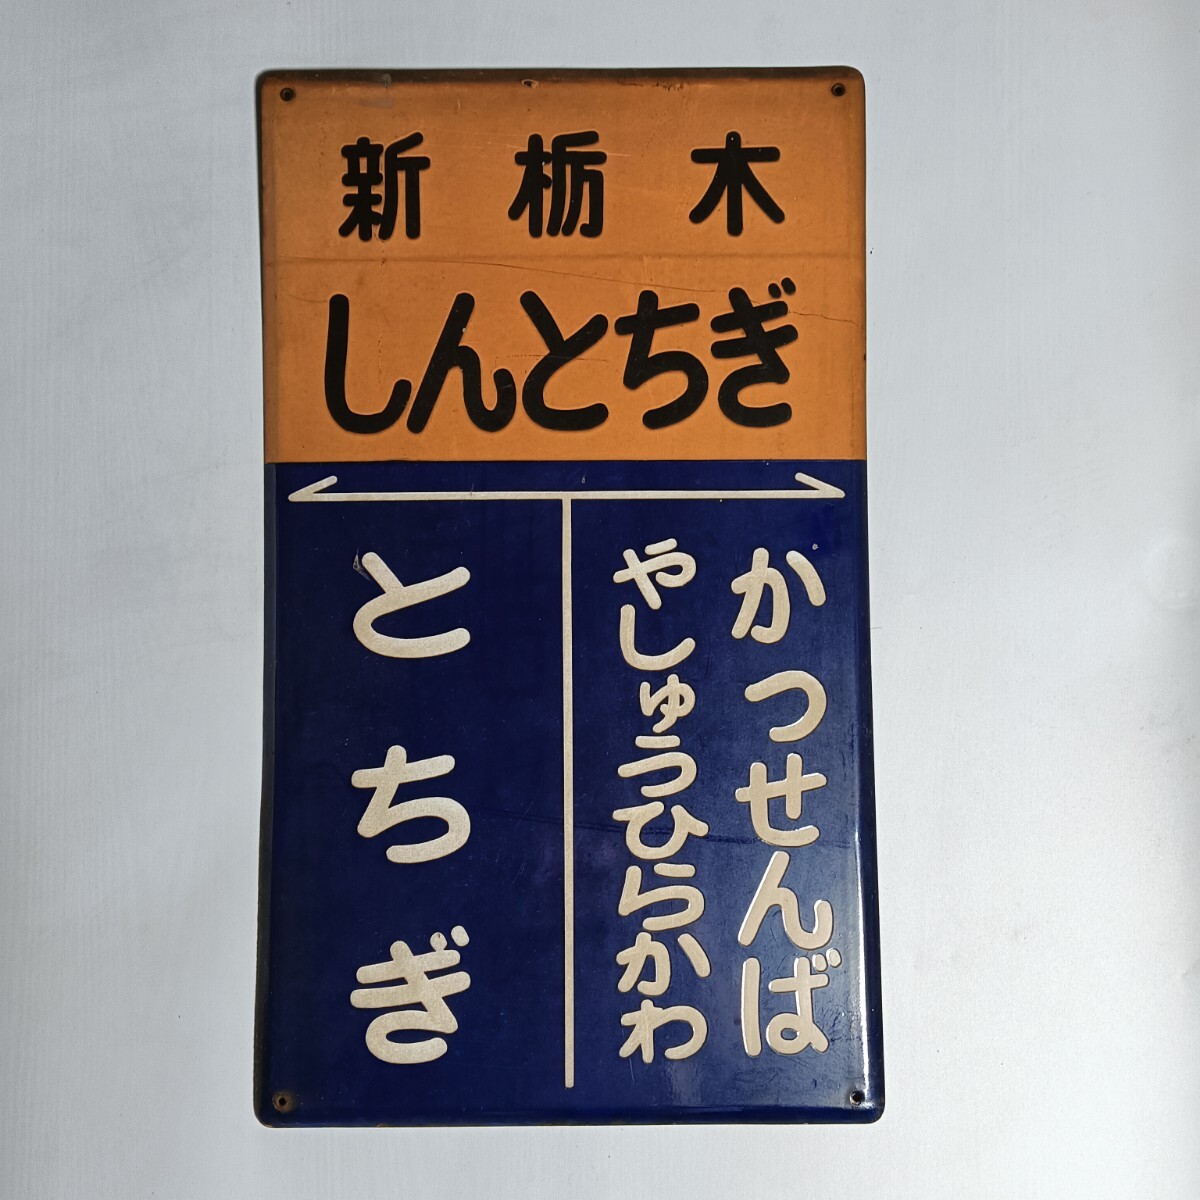 新栃木
しんとちぎ
かつせんば
やしゅうひらかわ
とちぎ